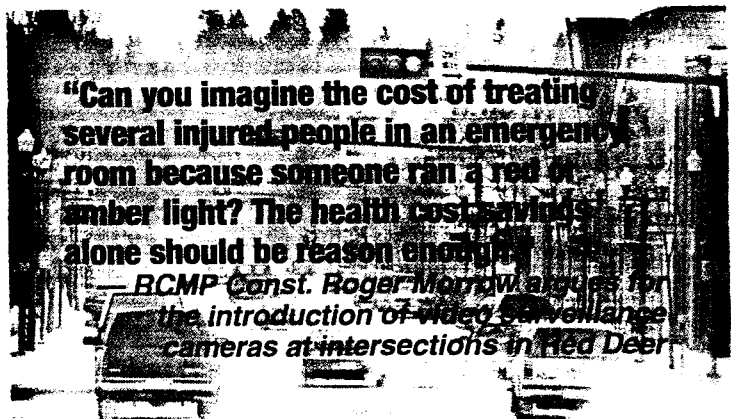 "Can you imagine the cost of treating
several injured people in an emergency
room because someone ran a red or
amber light? The health cost savings
alone should be reason enough."
— RCMP Const. Roger Morrow argues for
the introduction of video surveillance
cameras at intersections in Red Deer